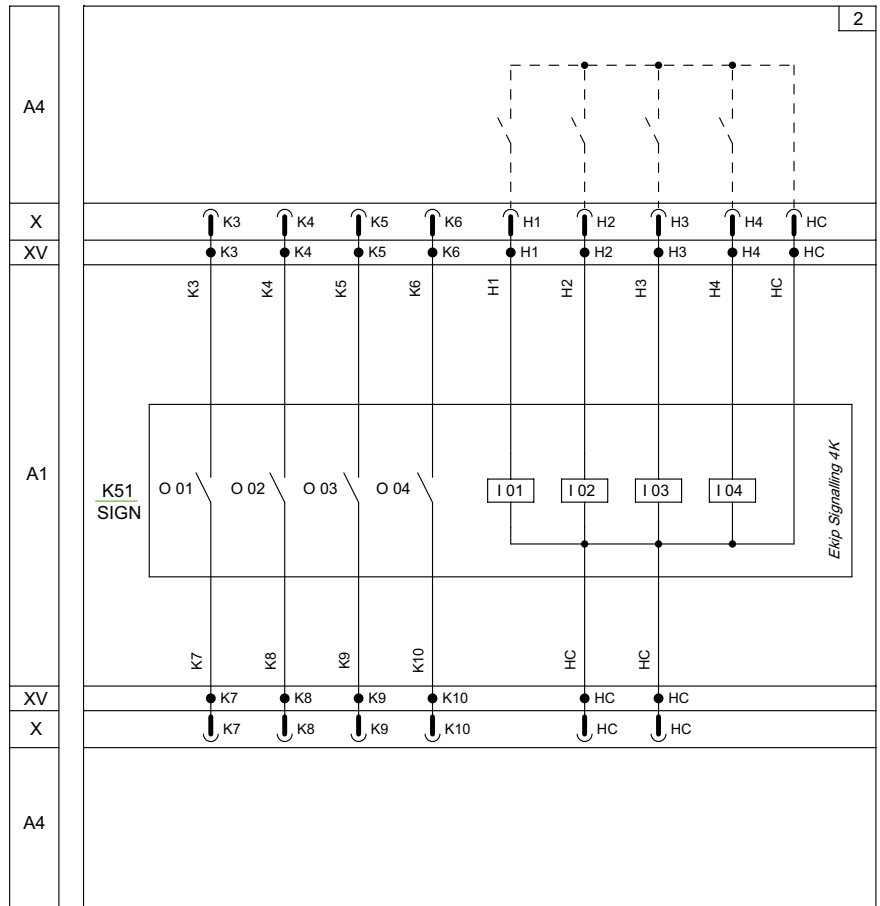 2
A4
X K3 K4 K5 K6 H1 H2 H3 H4 HC
XV K3 K4 K5 K6 H1 H2 H3 H4 HC
K3 K4 K5 K6 H1 H2 H3 H4 HC
A1
K51
SIGN
O 01 O 02 O 03 O 04 I 01 I 02 I 03 I 04
Ekip Signalling 4K
K7 K8 K9 K10 HC HC
XV K7 K8 K9 K10 HC HC
X K7 K8 K9 K10 HC HC
A4